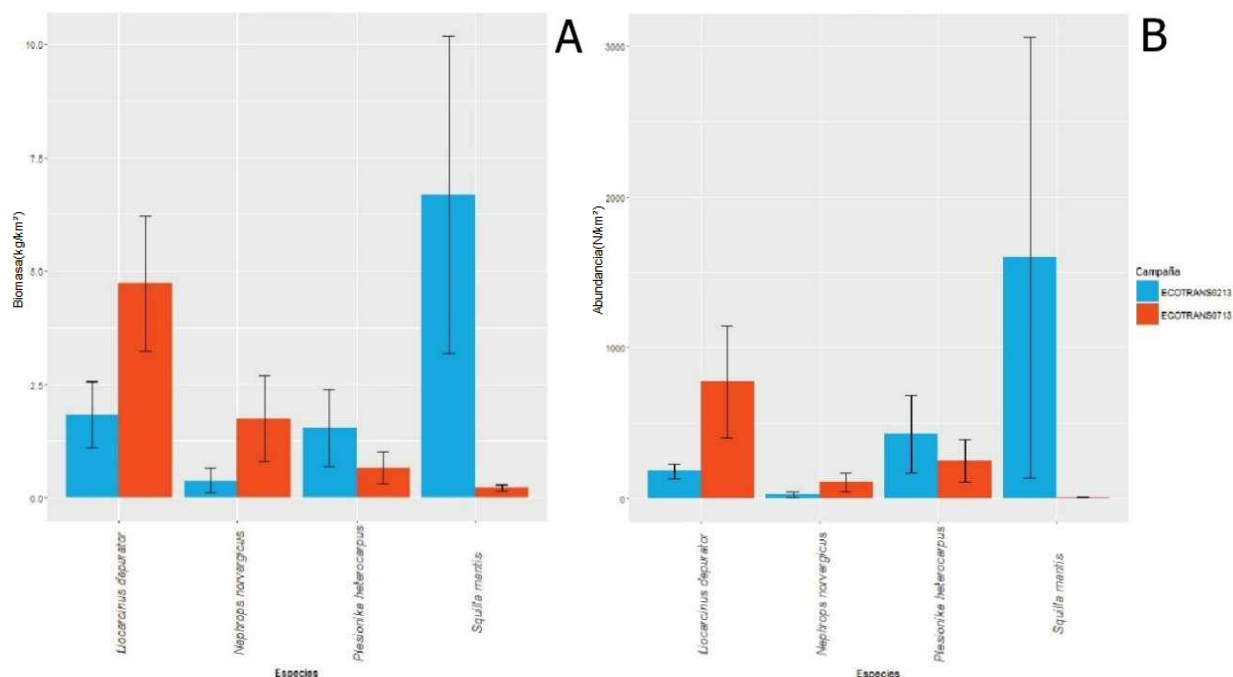 A
10.0
7.5
5.0
2.5
0.0
Biomasa(kg/km²)
Liocarcinus depurator
Nephrops norvergicus
Plesionika heterocarpus
Squilla mantis
Especies
B
3000
2000
1000
0
Abundancia(N/km²)
Liocarcinus depurator
Nephrops norvergicus
Plesionika heterocarpus
Squilla mantis
Especies
Campaña
ECOTRANS0213
ECOTRANS0713